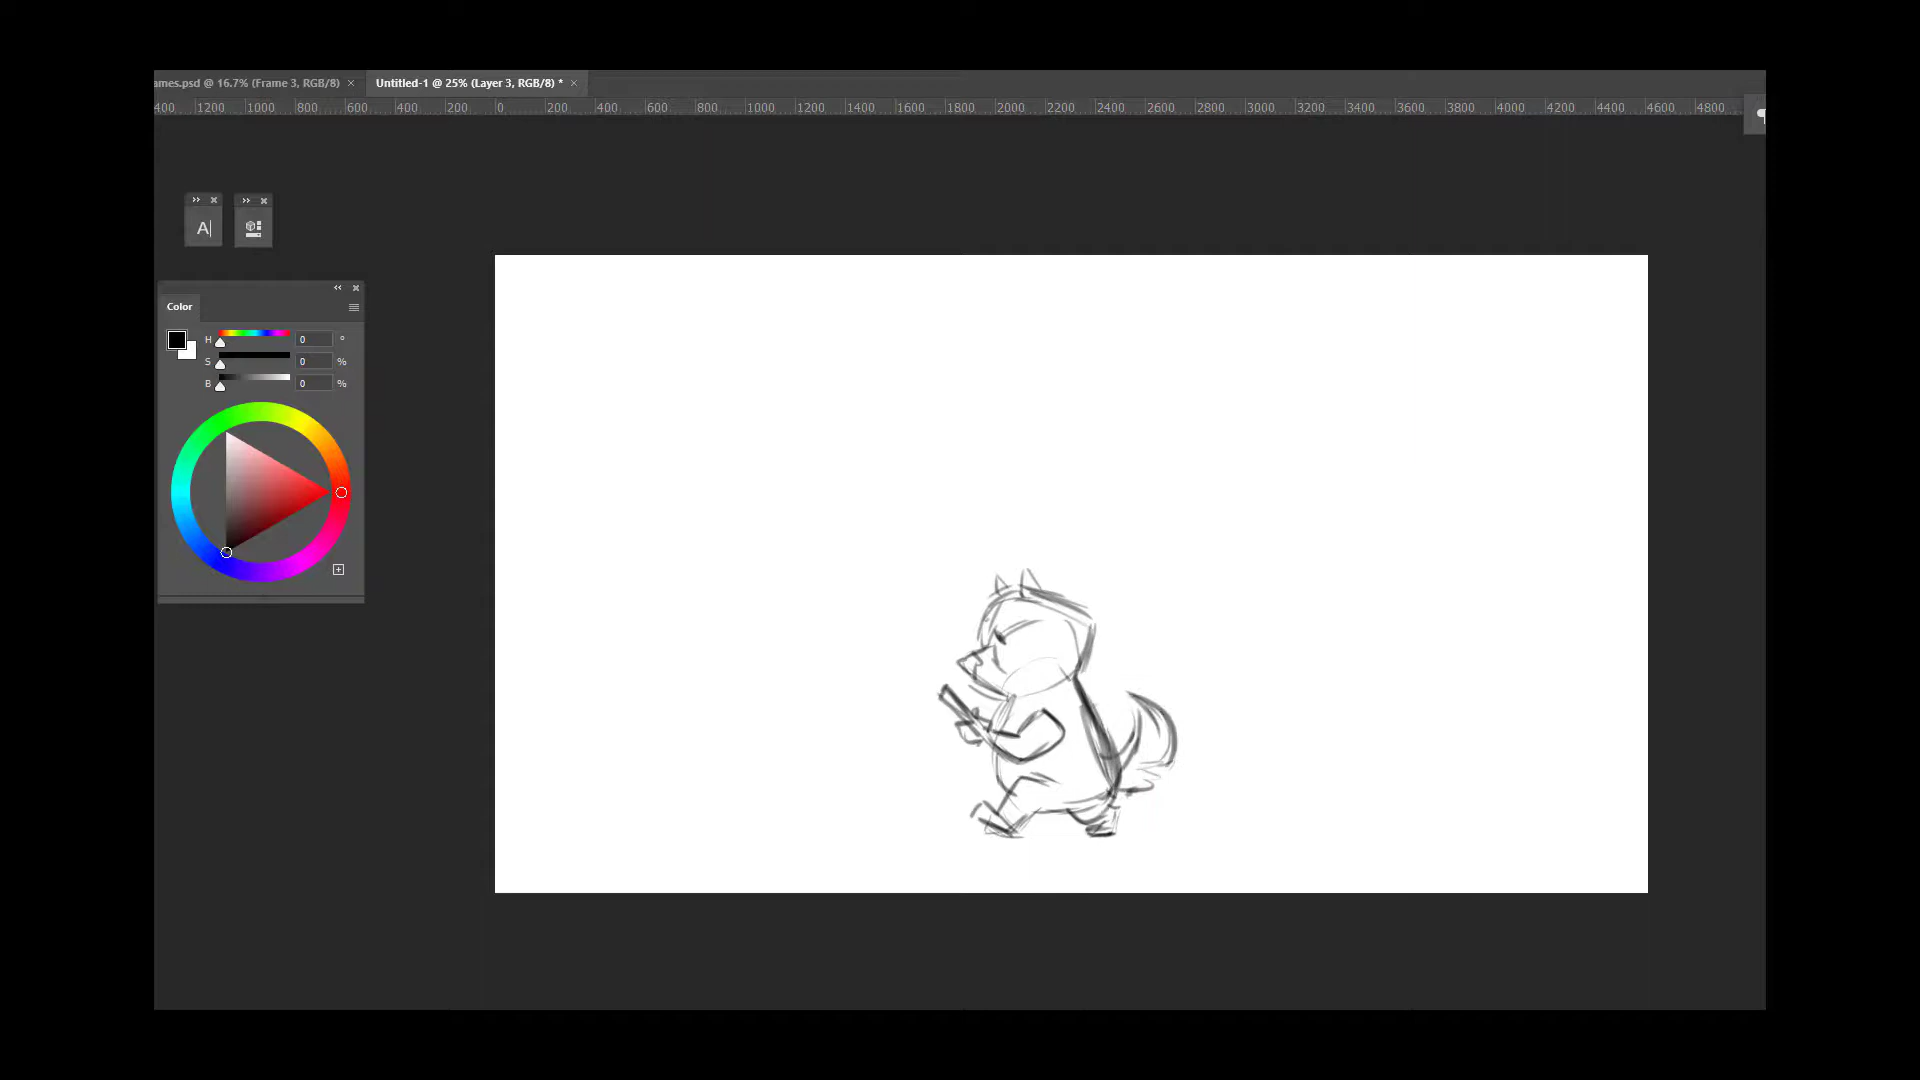 ames.psd @ 16.7% (Frame 3, RGB/8) ×
Untitled-1 @ 25% (Layer 3, RGB/8) * ×
400 1200 1000 800 600 400 200 0 200 400 600 800 1000 1200 1400 1600 1800 2000 2200 2400 2600 2800 3000 3200 3400 3600 3800 4000 4200 4400 4600 4800
A|
Color
H 0 °
S 0 %
B 0 %